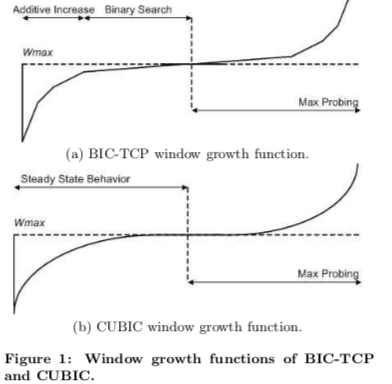 Additive Increase Binary Search
Wmax
Max Probing
(a) BIC-TCP window growth function.
Steady State Behavior
Wmax
Max Probing
(b) CUBIC window growth function.
Figure 1: Window growth functions of BIC-TCP
and CUBIC.